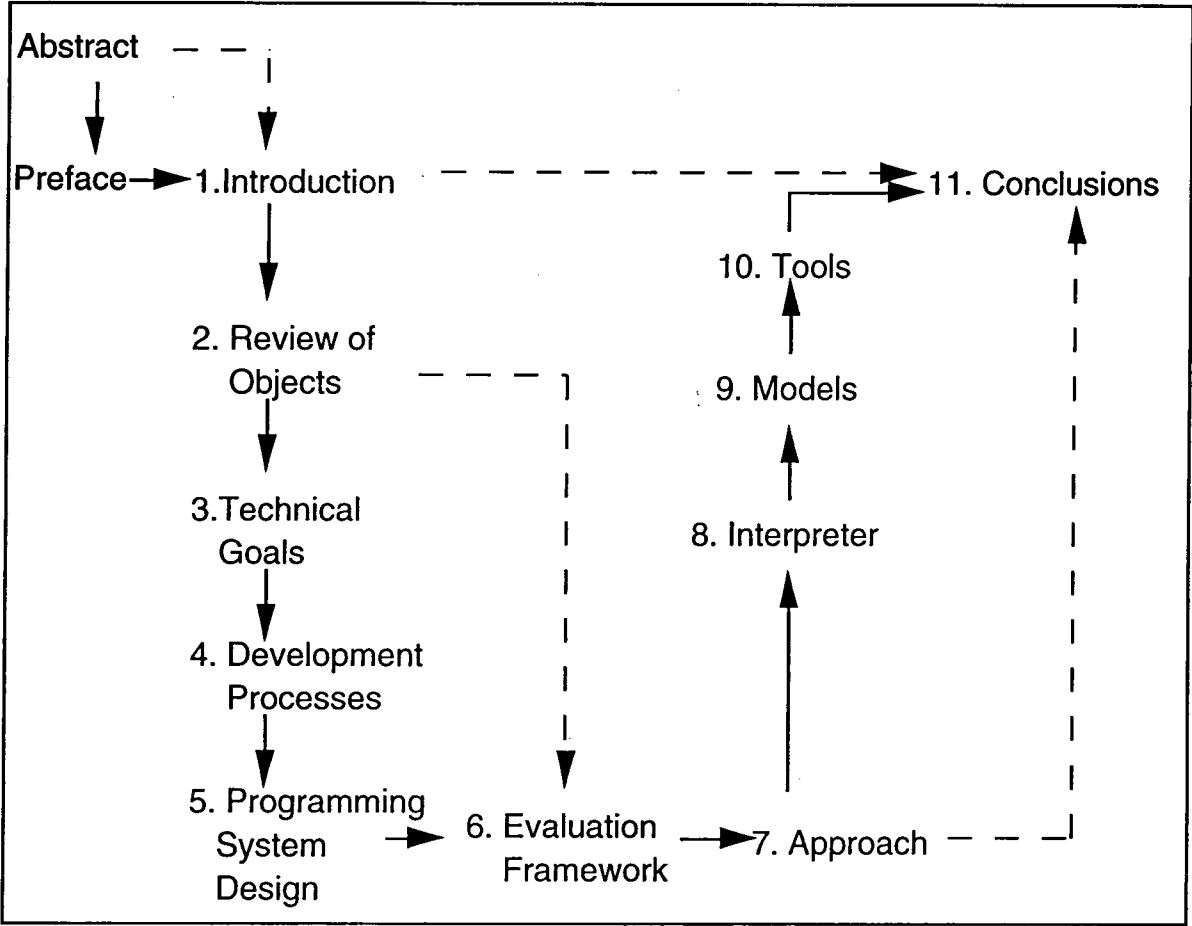 Abstract
Preface
1.Introduction
2. Review of
Objects
3.Technical
Goals
4. Development
Processes
5. Programming
System
Design
6. Evaluation
Framework
7. Approach
8. Interpreter
9. Models
10. Tools
11. Conclusions